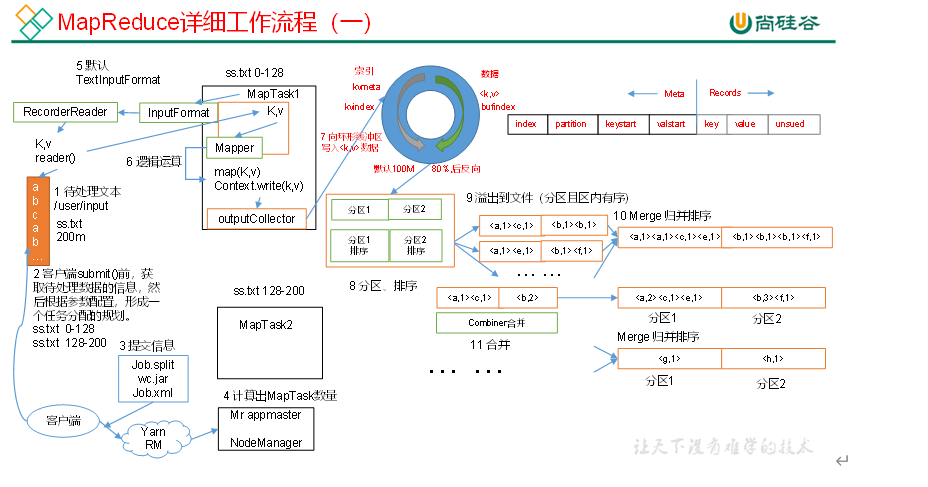 MapReduce详细工作流程（一）
尚硅谷
5 默认
TextInputFormat
RecorderReader
InputFormat
ss.txt 0-128
MapTask1
K,v
Mapper
6 逻辑运算
map(K,v)
Context.write(k,v)
outputCollector
K,v
reader()
a
b
c
a
b
...
1 待处理文本
/user/input
ss.txt
200m
2 客户端submit()前，获
取待处理数据的信息，然
后根据参数配置，形成一
个任务分配的规划。
ss.txt 0-128
ss.txt 128-200
3 提交信息
Job.split
wc.jar
Job.xml
客户端
Yarn
RM
4 计算出MapTask数量
Mr appmaster
NodeManager
ss.txt 128-200
MapTask2
索引
kvmeta
kvindex
数据
<k,v>
bufindex
7 向环形缓冲区
写入<k,v>数据
默认100M
80%,后反向
Meta
Records
index
partition
keystart
valstart
key
value
unsued
分区1
分区2
分区1
排序
分区2
排序
8 分区、排序
9 溢出到文件（分区且区内有序）
<a,1><c,1>
<b,1><b,1>
<a,1><e,1>
<b,1><f,1>
... ...
10 Merge 归并排序
<a,1><a,1><c,1><e,1>
<b,1><b,1><b,1><f,1>
<a,1><c,1>
<b,2>
Combiner合并
11 合并
<a,2><c,1><e,1>
<b,3><f,1>
分区1
分区2
Merge 归并排序
<g,1>
<h,1>
分区1
分区2
... ...
让天下没有难学的技术